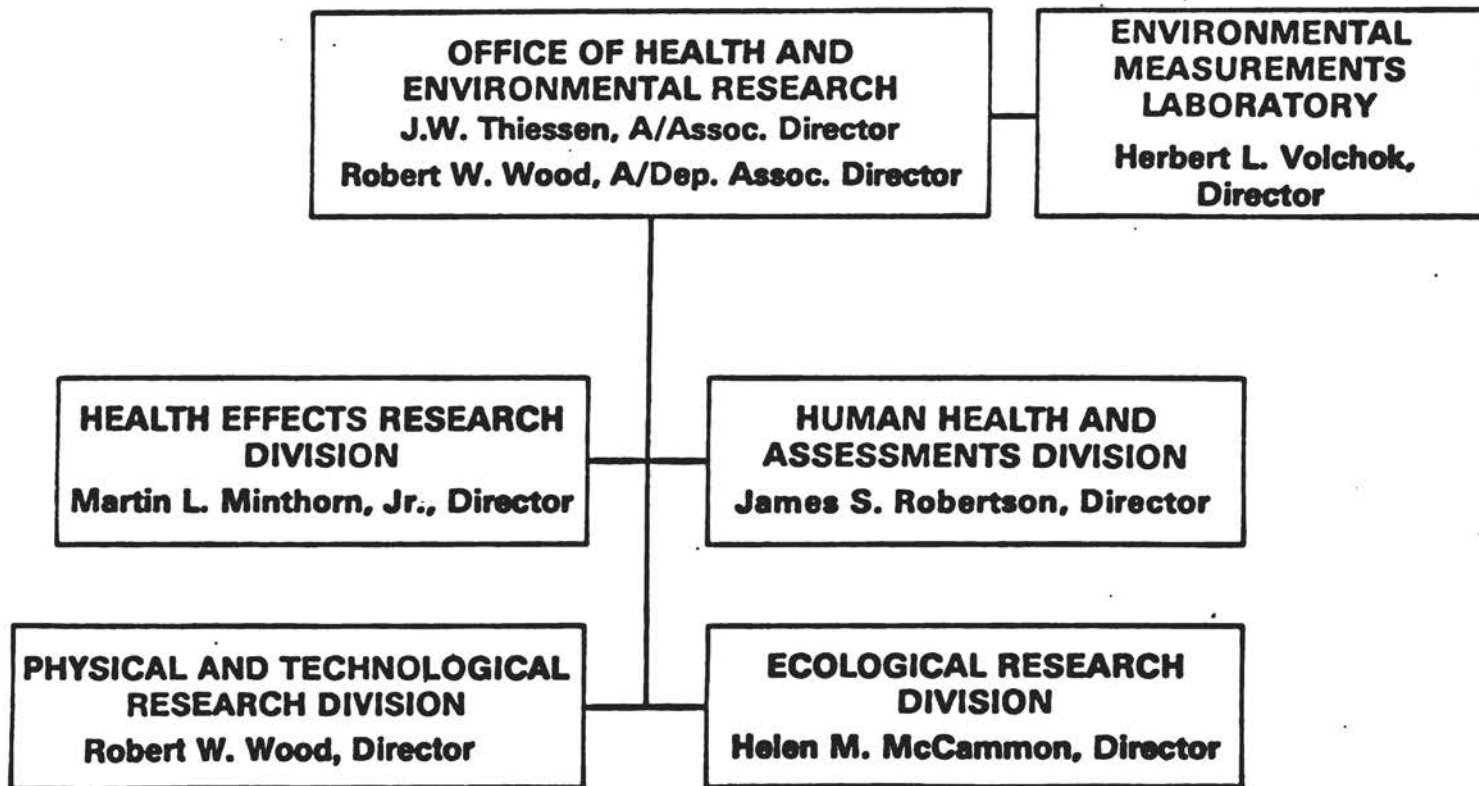 OFFICE OF HEALTH AND
ENVIRONMENTAL RESEARCH
J.W. Thiessen, A/Assoc. Director
Robert W. Wood, A/Dep. Assoc. Director
ENVIRONMENTAL
MEASUREMENTS
LABORATORY
Herbert L. Volchok,
Director
HEALTH EFFECTS RESEARCH
DIVISION
Martin L. Minthorn, Jr., Director
HUMAN HEALTH AND
ASSESSMENTS DIVISION
James S. Robertson, Director
PHYSICAL AND TECHNOLOGICAL
RESEARCH DIVISION
Robert W. Wood, Director
ECOLOGICAL RESEARCH
DIVISION
Helen M. McCammon, Director